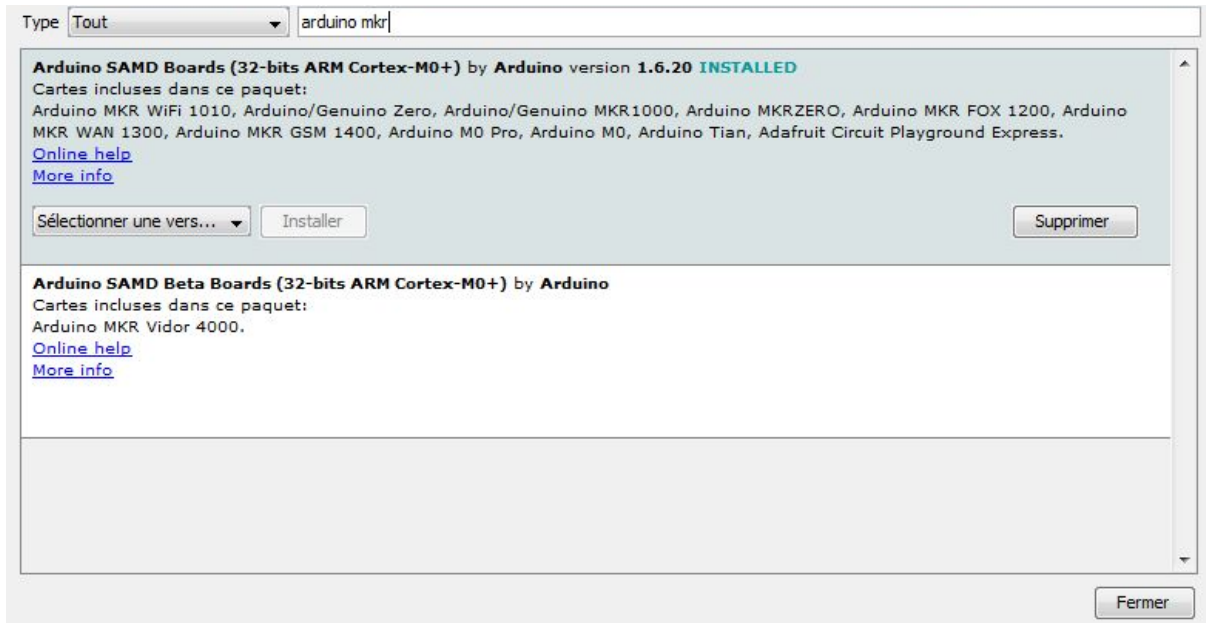 Type Tout arduino mkr
Arduino SAMD Boards (32-bits ARM Cortex-M0+) by Arduino version 1.6.20 INSTALLED
Cartes incluses dans ce paquet:
Arduino MKR WiFi 1010, Arduino/Genuino Zero, Arduino/Genuino MKR1000, Arduino MKRZERO, Arduino MKR FOX 1200, Arduino
MKR WAN 1300, Arduino MKR GSM 1400, Arduino M0 Pro, Arduino M0, Arduino Tian, Adafruit Circuit Playground Express.
Online help
More info
Sélectionner une vers... Installer Supprimer
Arduino SAMD Beta Boards (32-bits ARM Cortex-M0+) by Arduino
Cartes incluses dans ce paquet:
Arduino MKR Vidor 4000.
Online help
More info
Fermer